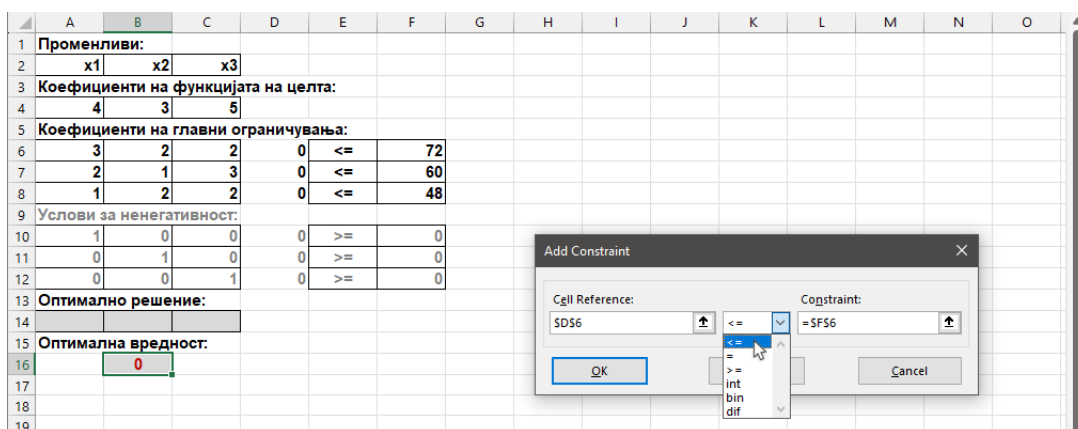 A B C D E F G H I J K L M N O
1 Променливи:
2 x1 x2 x3
3 Коефициенти на функцијата на целта:
4 4 3 5
5 Коефициенти на главни ограничувања:
6 3 2 2 0 <= 72
7 2 1 3 0 <= 60
8 1 2 2 0 <= 48
9 Услови за ненегативност:
10 1 0 0 0 >= 0
11 0 1 0 0 >= 0
12 0 0 1 0 >= 0
13 Оптимално решение:
14
15 Оптимална вредност:
16 0
17
18
19
Add Constraint
Cell Reference: Constraint:
$D$6 <= =$F$6
<=
=
>=
int
bin
dif
OK Cancel